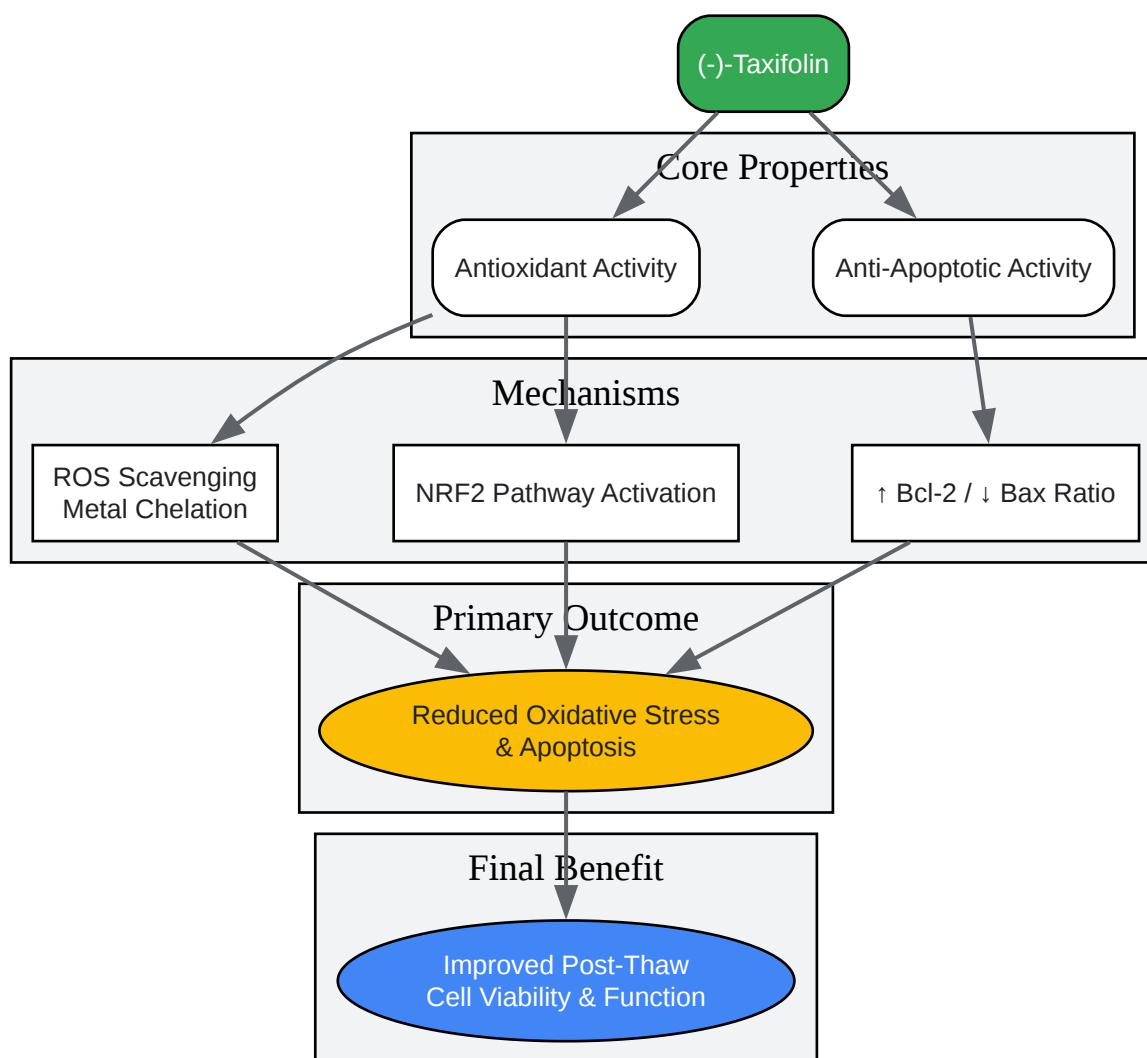 (-)-Taxifolin
Core Properties
Antioxidant Activity
Anti-Apoptotic Activity
Mechanisms
ROS Scavenging
Metal Chelation
NRF2 Pathway Activation
↑ Bcl-2 / ↓ Bax Ratio
Primary Outcome
Reduced Oxidative Stress
& Apoptosis
Final Benefit
Improved Post-Thaw
Cell Viability & Function